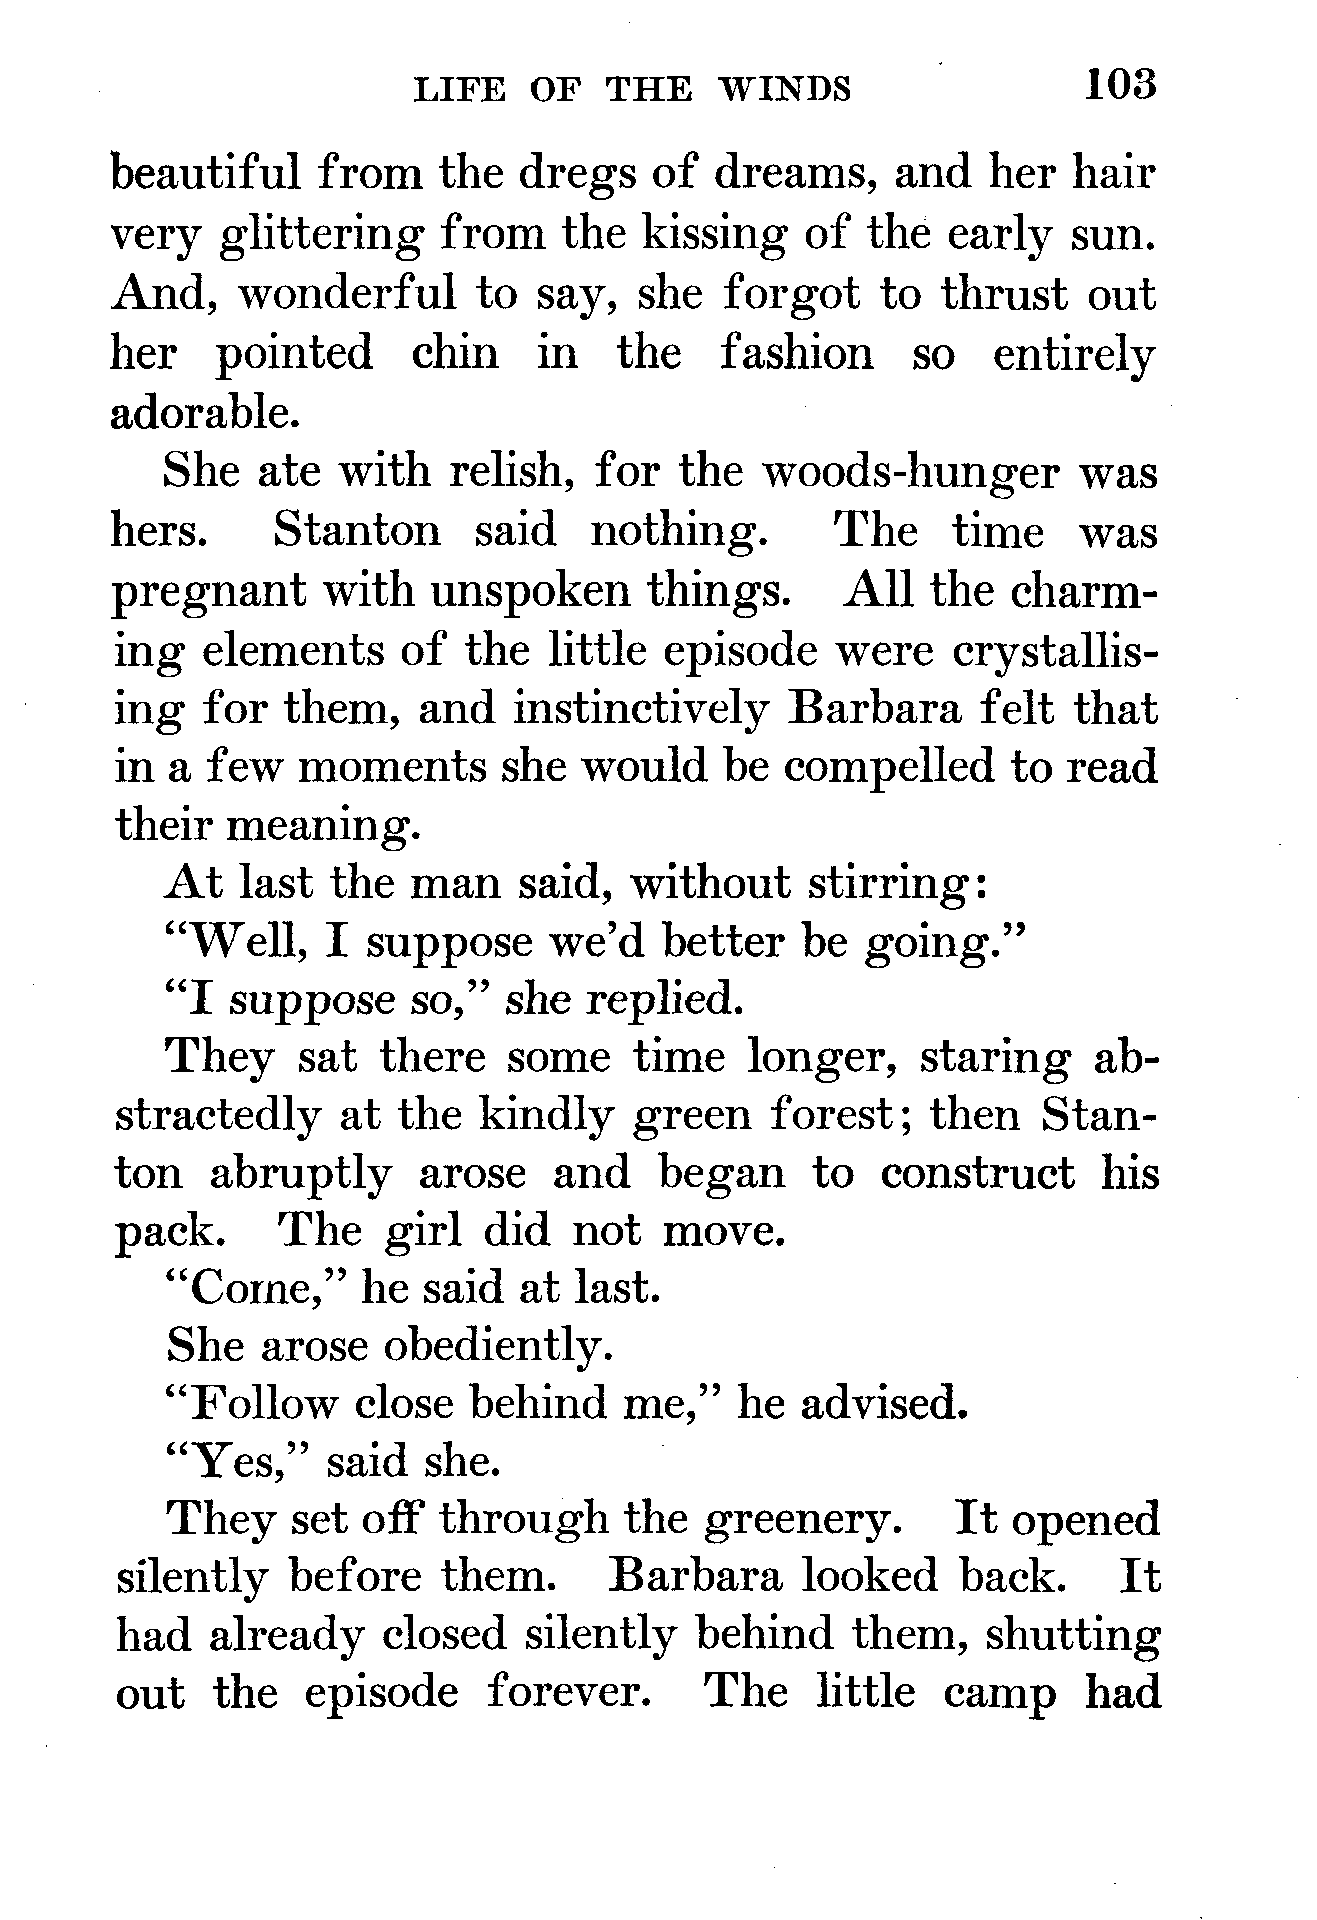 LIFE OF THE WINDS 103
beautiful from the dregs of dreams, and her hair
very glittering from the kissing of the early sun.
And, wonderful to say, she forgot to thrust out
her pointed chin in the fashion so entirely
adorable.
She ate with relish, for the woods-hunger was
hers. Stanton said nothing. The time was
pregnant with unspoken things. All the charm-
ing elements of the little episode were crystallis-
ing for them, and instinctively Barbara felt that
in a few moments she would be compelled to read
their meaning.
At last the man said, without stirring:
“Well, I suppose we’d better be going.”
“I suppose so,” she replied.
They sat there some time longer, staring ab-
stractedly at the kindly green forest; then Stan-
ton abruptly arose and began to construct his
pack. The girl did not move.
“Come,” he said at last.
She arose obediently.
“Follow close behind me,” he advised.
“Yes,” said she.
They set off through the greenery. It opened
silently before them. Barbara looked back. It
had already closed silently behind them, shutting
out the episode forever. The little camp had